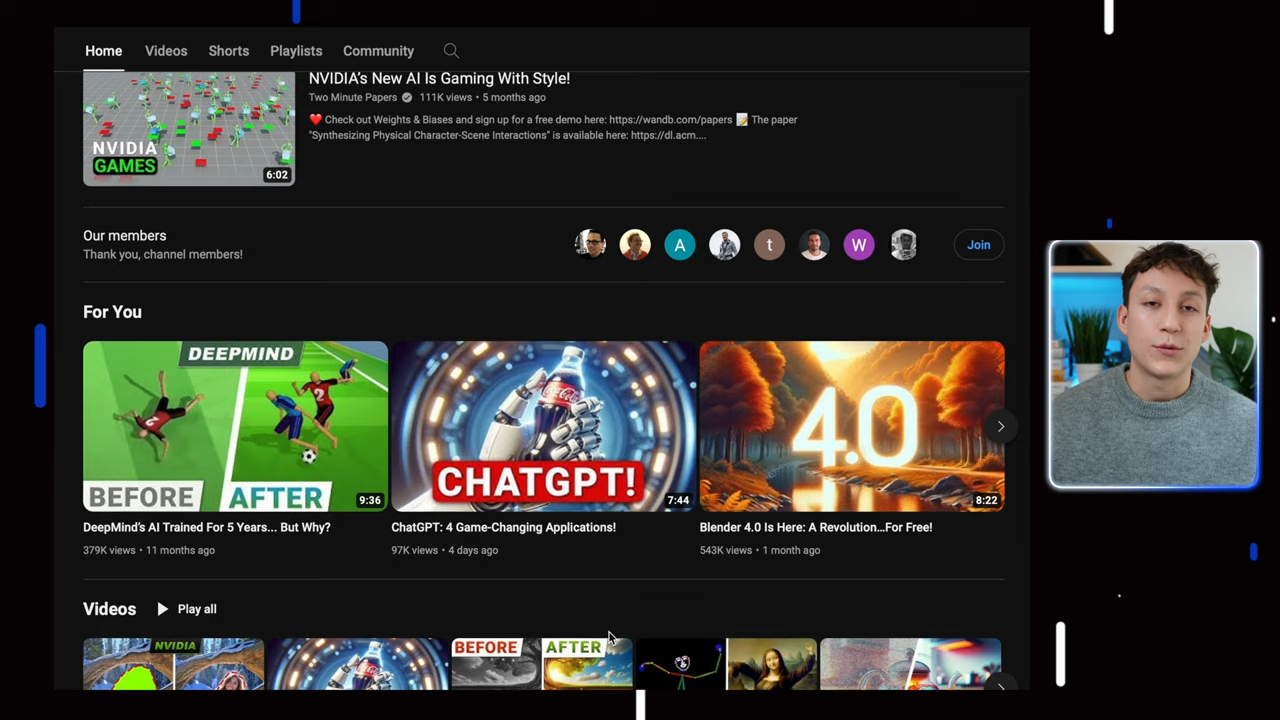 Home Videos Shorts Playlists Community
NVIDIA's New AI Is Gaming With Style!
Two Minute Papers 111K views • 5 months ago
❤️ Check out Weights & Biases and sign up for a free demo here: https://wandb.com/papers 📝 The paper
"Synthesizing Physical Character-Scene Interactions" is available here: https://dl.acm....
NVIDIA
GAMES
6:02
Our members
Thank you, channel members!
A
t
W
Join
For You
DEEPMIND
BEFORE
AFTER
9:36
Coca-Cola
CHATGPT!
7:44
4.0
8:22
DeepMind's AI Trained For 5 Years... But Why?
379K views • 11 months ago
ChatGPT: 4 Game-Changing Applications!
97K views • 4 days ago
Blender 4.0 Is Here: A Revolution...For Free!
543K views • 1 month ago
Videos Play all
NVIDIA
BEFORE
AFTER
2